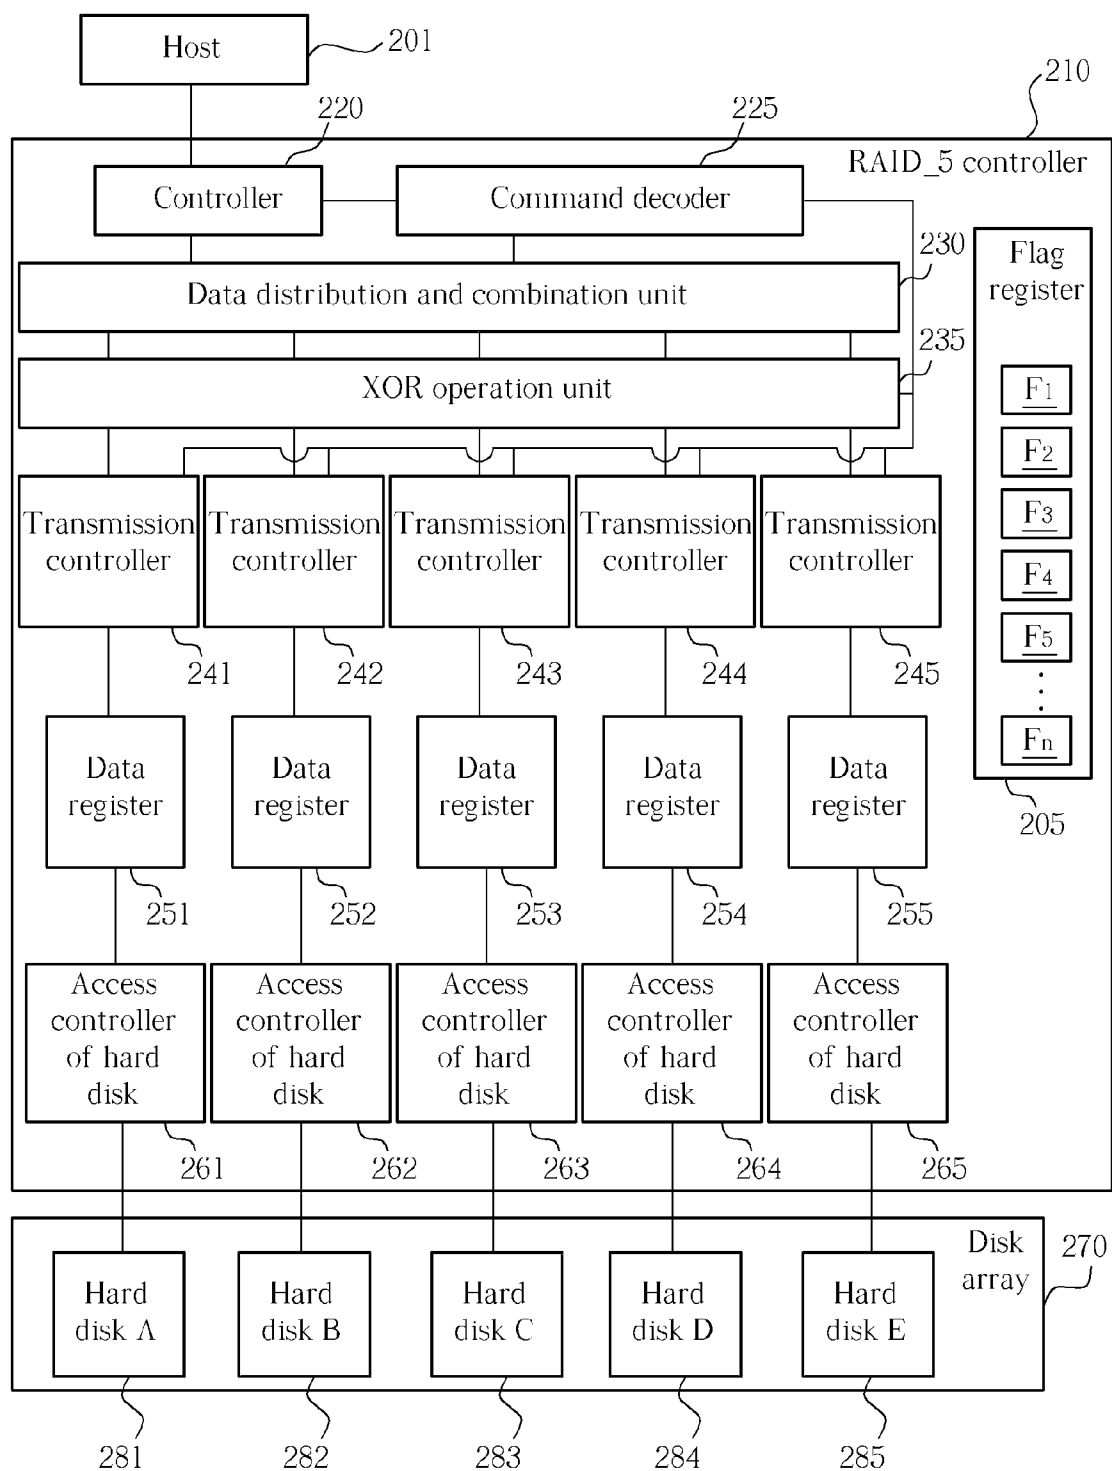 Host
201
210
220
225
RAID_5 controller
Controller
Command decoder
230
Flag
register
Data distribution and combination unit
235
XOR operation unit
F1
F2
F3
F4
F5
Fn
205
Transmission
controller
Transmission
controller
Transmission
controller
Transmission
controller
Transmission
controller
241
242
243
244
245
Data
register
Data
register
Data
register
Data
register
Data
register
251
252
253
254
255
Access
controller
of hard
disk
Access
controller
of hard
disk
Access
controller
of hard
disk
Access
controller
of hard
disk
Access
controller
of hard
disk
261
262
263
264
265
Disk
array
270
Hard
disk A
Hard
disk B
Hard
disk C
Hard
disk D
Hard
disk E
281
282
283
284
285